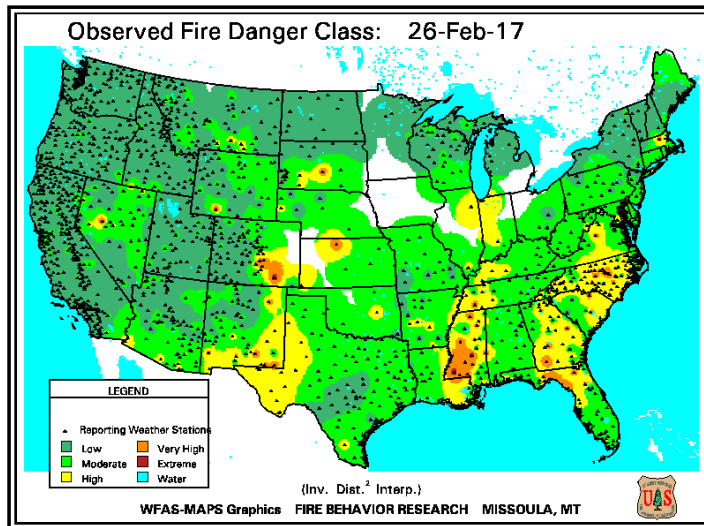 Observed Fire Danger Class: 26-Feb-17
LEGEND
Reporting Weather Stations
Low
Very High
Moderate
Extreme
High
Water
(Inv. Dist.² Interp.)
WFAS-MAPS Graphics FIRE BEHAVIOR RESEARCH MISSOULA, MT
U S